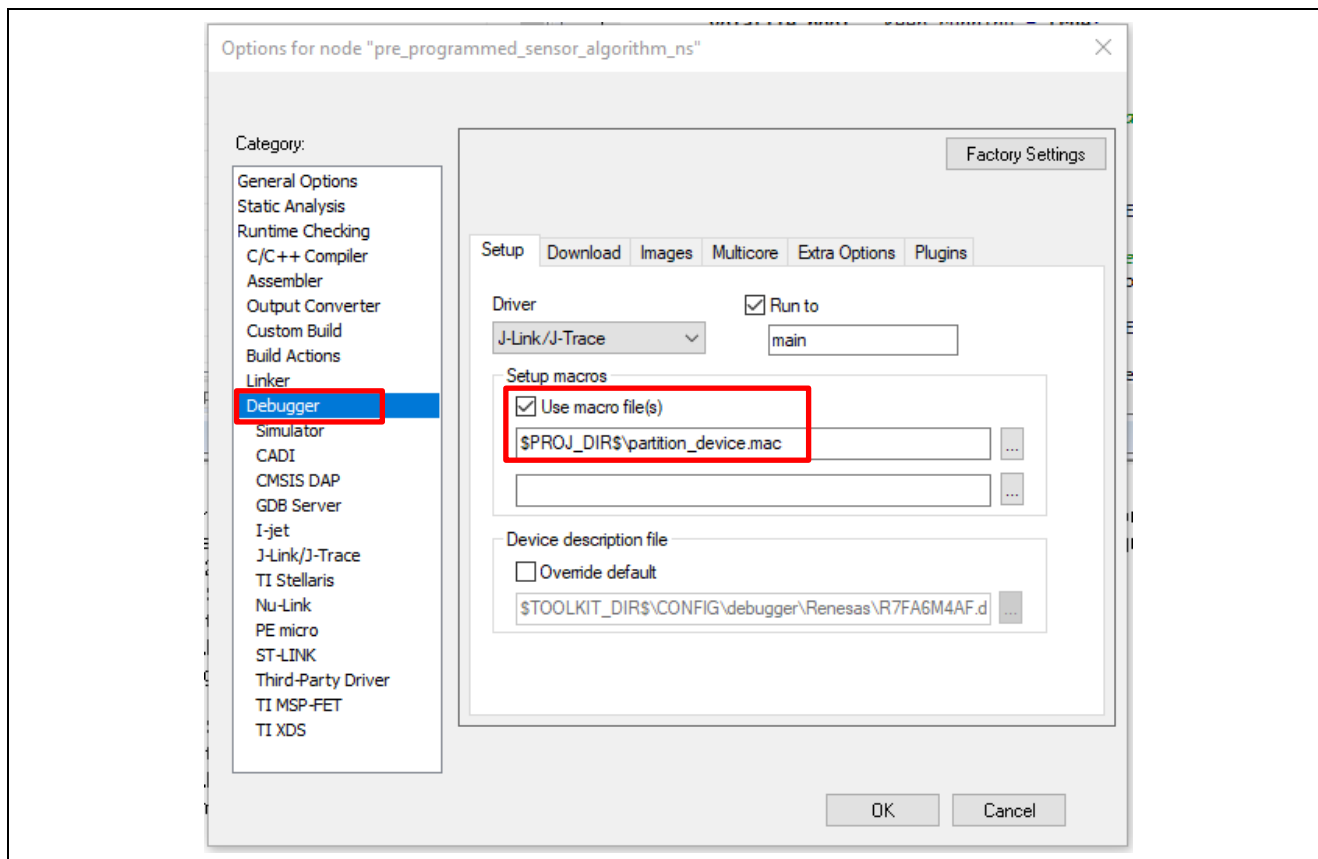 Options for node "pre_programmed_sensor_algorithm_ns"
Category:
Factory Settings
General Options
Static Analysis
Runtime Checking
C/C++ Compiler
Assembler
Output Converter
Custom Build
Build Actions
Linker
Debugger
Simulator
CADI
CMSIS DAP
GDB Server
I-jet
J-Link/J-Trace
TI Stellaris
Nu-Link
PE micro
ST-LINK
Third-Party Driver
TI MSP-FET
TI XDS
Setup Download Images Multicore Extra Options Plugins
Driver
Run to
J-Link/J-Trace
main
Setup macros
Use macro file(s)
$PROJ_DIR$\partition_device.mac
...
...
Device description file
Override default
$TOOLKIT_DIR$\CONFIG\debugger\Renesas\R7FA6M4AF.d
...
OK Cancel